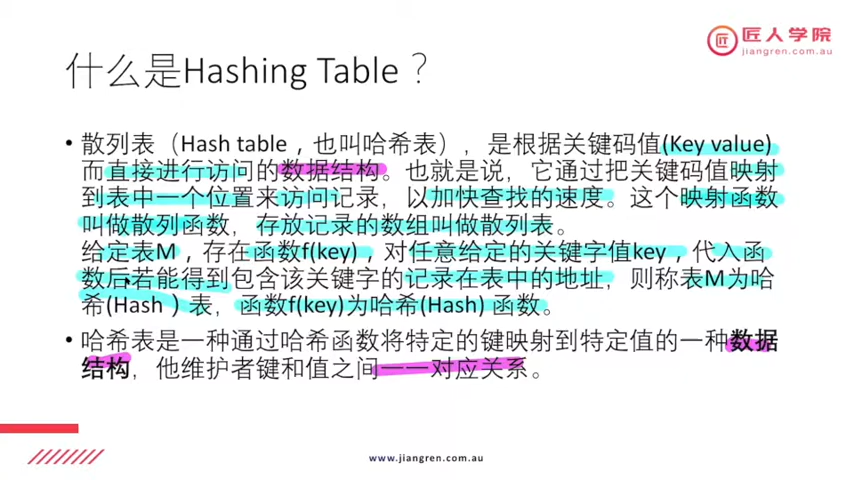 匠人学院
jiangren.com.au
什么是Hashing Table？
• 散列表（Hash table，也叫哈希表），是根据关键码值(Key value)
而直接进行访问的数据结构。也就是说，它通过把关键码值映射
到表中一个位置来访问记录，以加快查找的速度。这个映射函数
叫做散列函数，存放记录的数组叫做散列表。
给定表M，存在函数f(key)，对任意给定的关键字值key，代入函
数后若能得到包含该关键字的记录在表中的地址，则称表M为哈
希(Hash）表，函数f(key)为哈希(Hash) 函数。
• 哈希表是一种通过哈希函数将特定的键映射到特定值的一种数据
结构，他维护者键和值之间一一对应关系。
www.jiangren.com.au